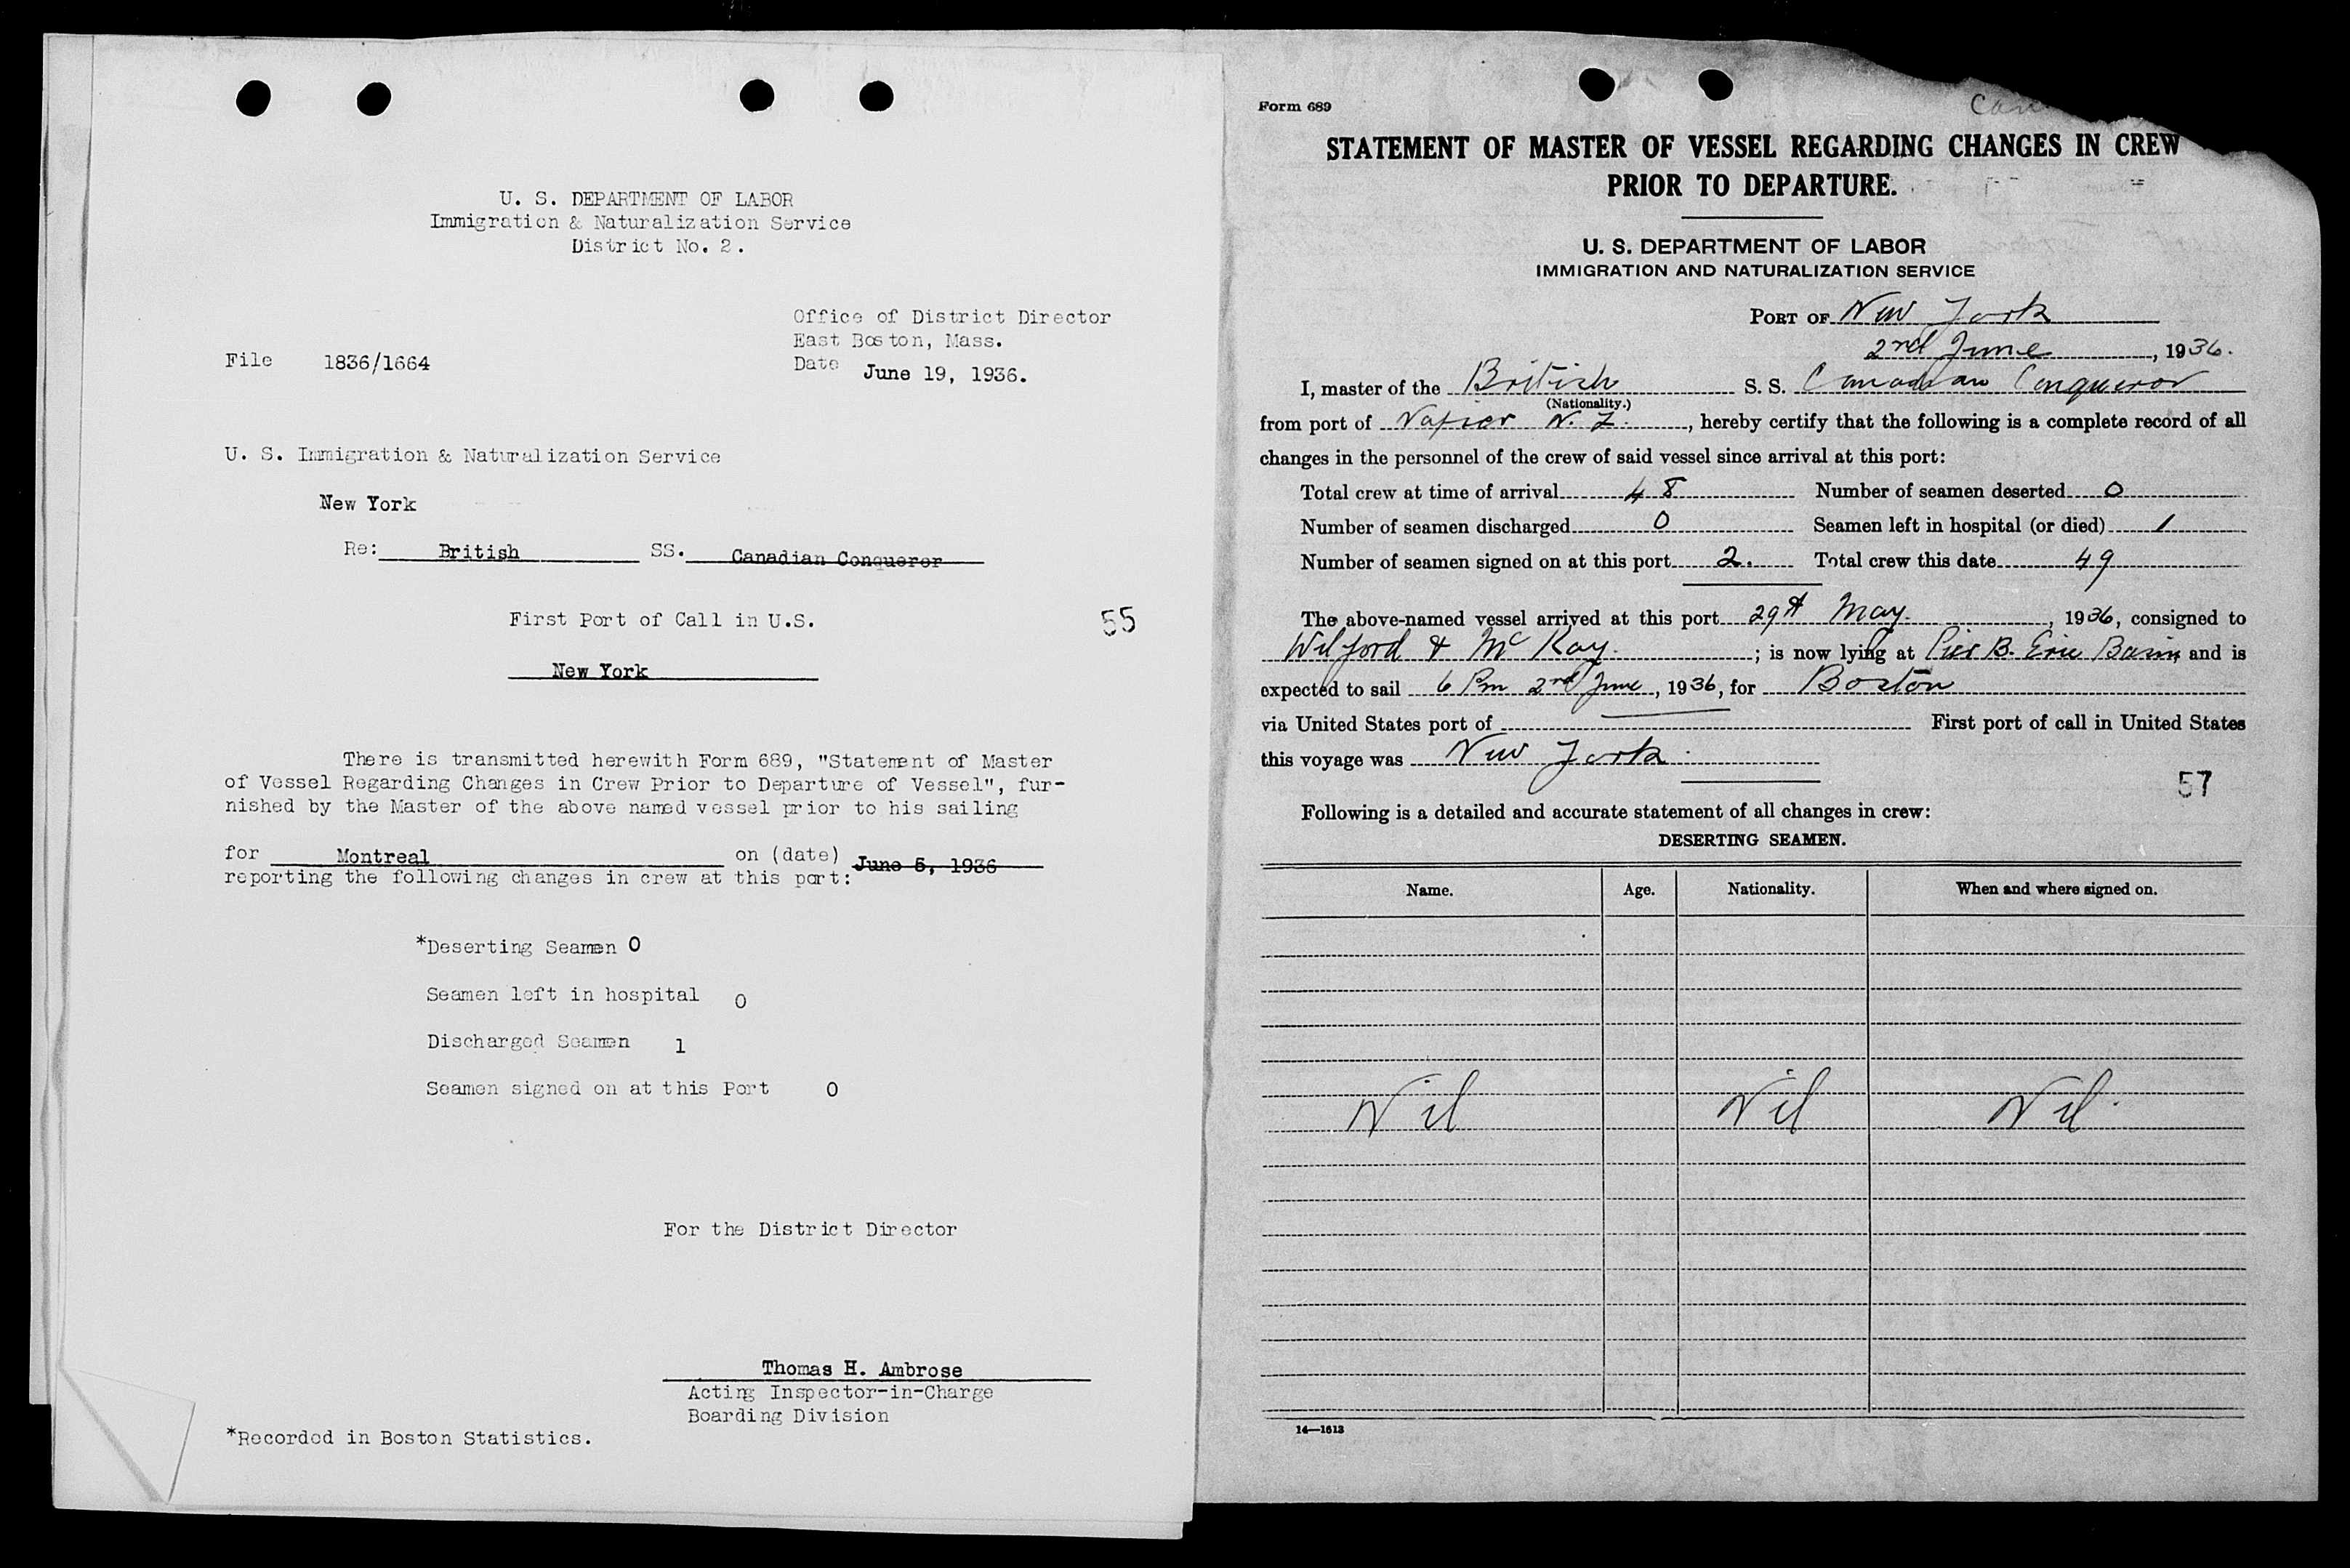 U. S. DEPARTMENT OF LABOR
Immigration & Naturalization Service
District No. 2.
Office of District Director
East Boston, Mass.
File 1836/1664
Date June 19, 1936.
U. S. Immigration & Naturalization Service
New York
Re: British SS. Canadian Conqueror
First Port of Call in U.S.
55
New York
There is transmitted herewith Form 689, "Statement of Master
of Vessel Regarding Changes in Crew Prior to Departure of Vessel", fur-
nished by the Master of the above named vessel prior to his sailing
for Montreal on (date) June 5, 1936
reporting the following changes in crew at this port:
*Deserting Seamen 0
Seamen left in hospital 0
Discharged Seamen 1
Seamen signed on at this Port 0
For the District Director
Thomas H. Ambrose
Acting Inspector-in-Charge
Boarding Division
*Recorded in Boston Statistics.
Form 689
STATEMENT OF MASTER OF VESSEL REGARDING CHANGES IN CREW
PRIOR TO DEPARTURE.
U. S. DEPARTMENT OF LABOR
IMMIGRATION AND NATURALIZATION SERVICE
PORT OF New York
2nd June, 1936.
I, master of the British S. S. Canadian Conqueror
(Nationality.)
from port of Napier N. Z., hereby certify that the following is a complete record of all
changes in the personnel of the crew of said vessel since arrival at this port:
Total crew at time of arrival 48 Number of seamen deserted 0
Number of seamen discharged 0 Seamen left in hospital (or died) 1
Number of seamen signed on at this port 2. Total crew this date 49
The above-named vessel arrived at this port 29th May, 1936, consigned to
Wilford & McKay; is now lying at Pier B. Erie Basin and is
expected to sail 6 Pm 2nd June, 1936, for Boston
via United States port of First port of call in United States
this voyage was New York.
57
Following is a detailed and accurate statement of all changes in crew:
DESERTING SEAMEN.
Name. Age. Nationality. When and where signed on.
Nil Nil Nil.
14—1613